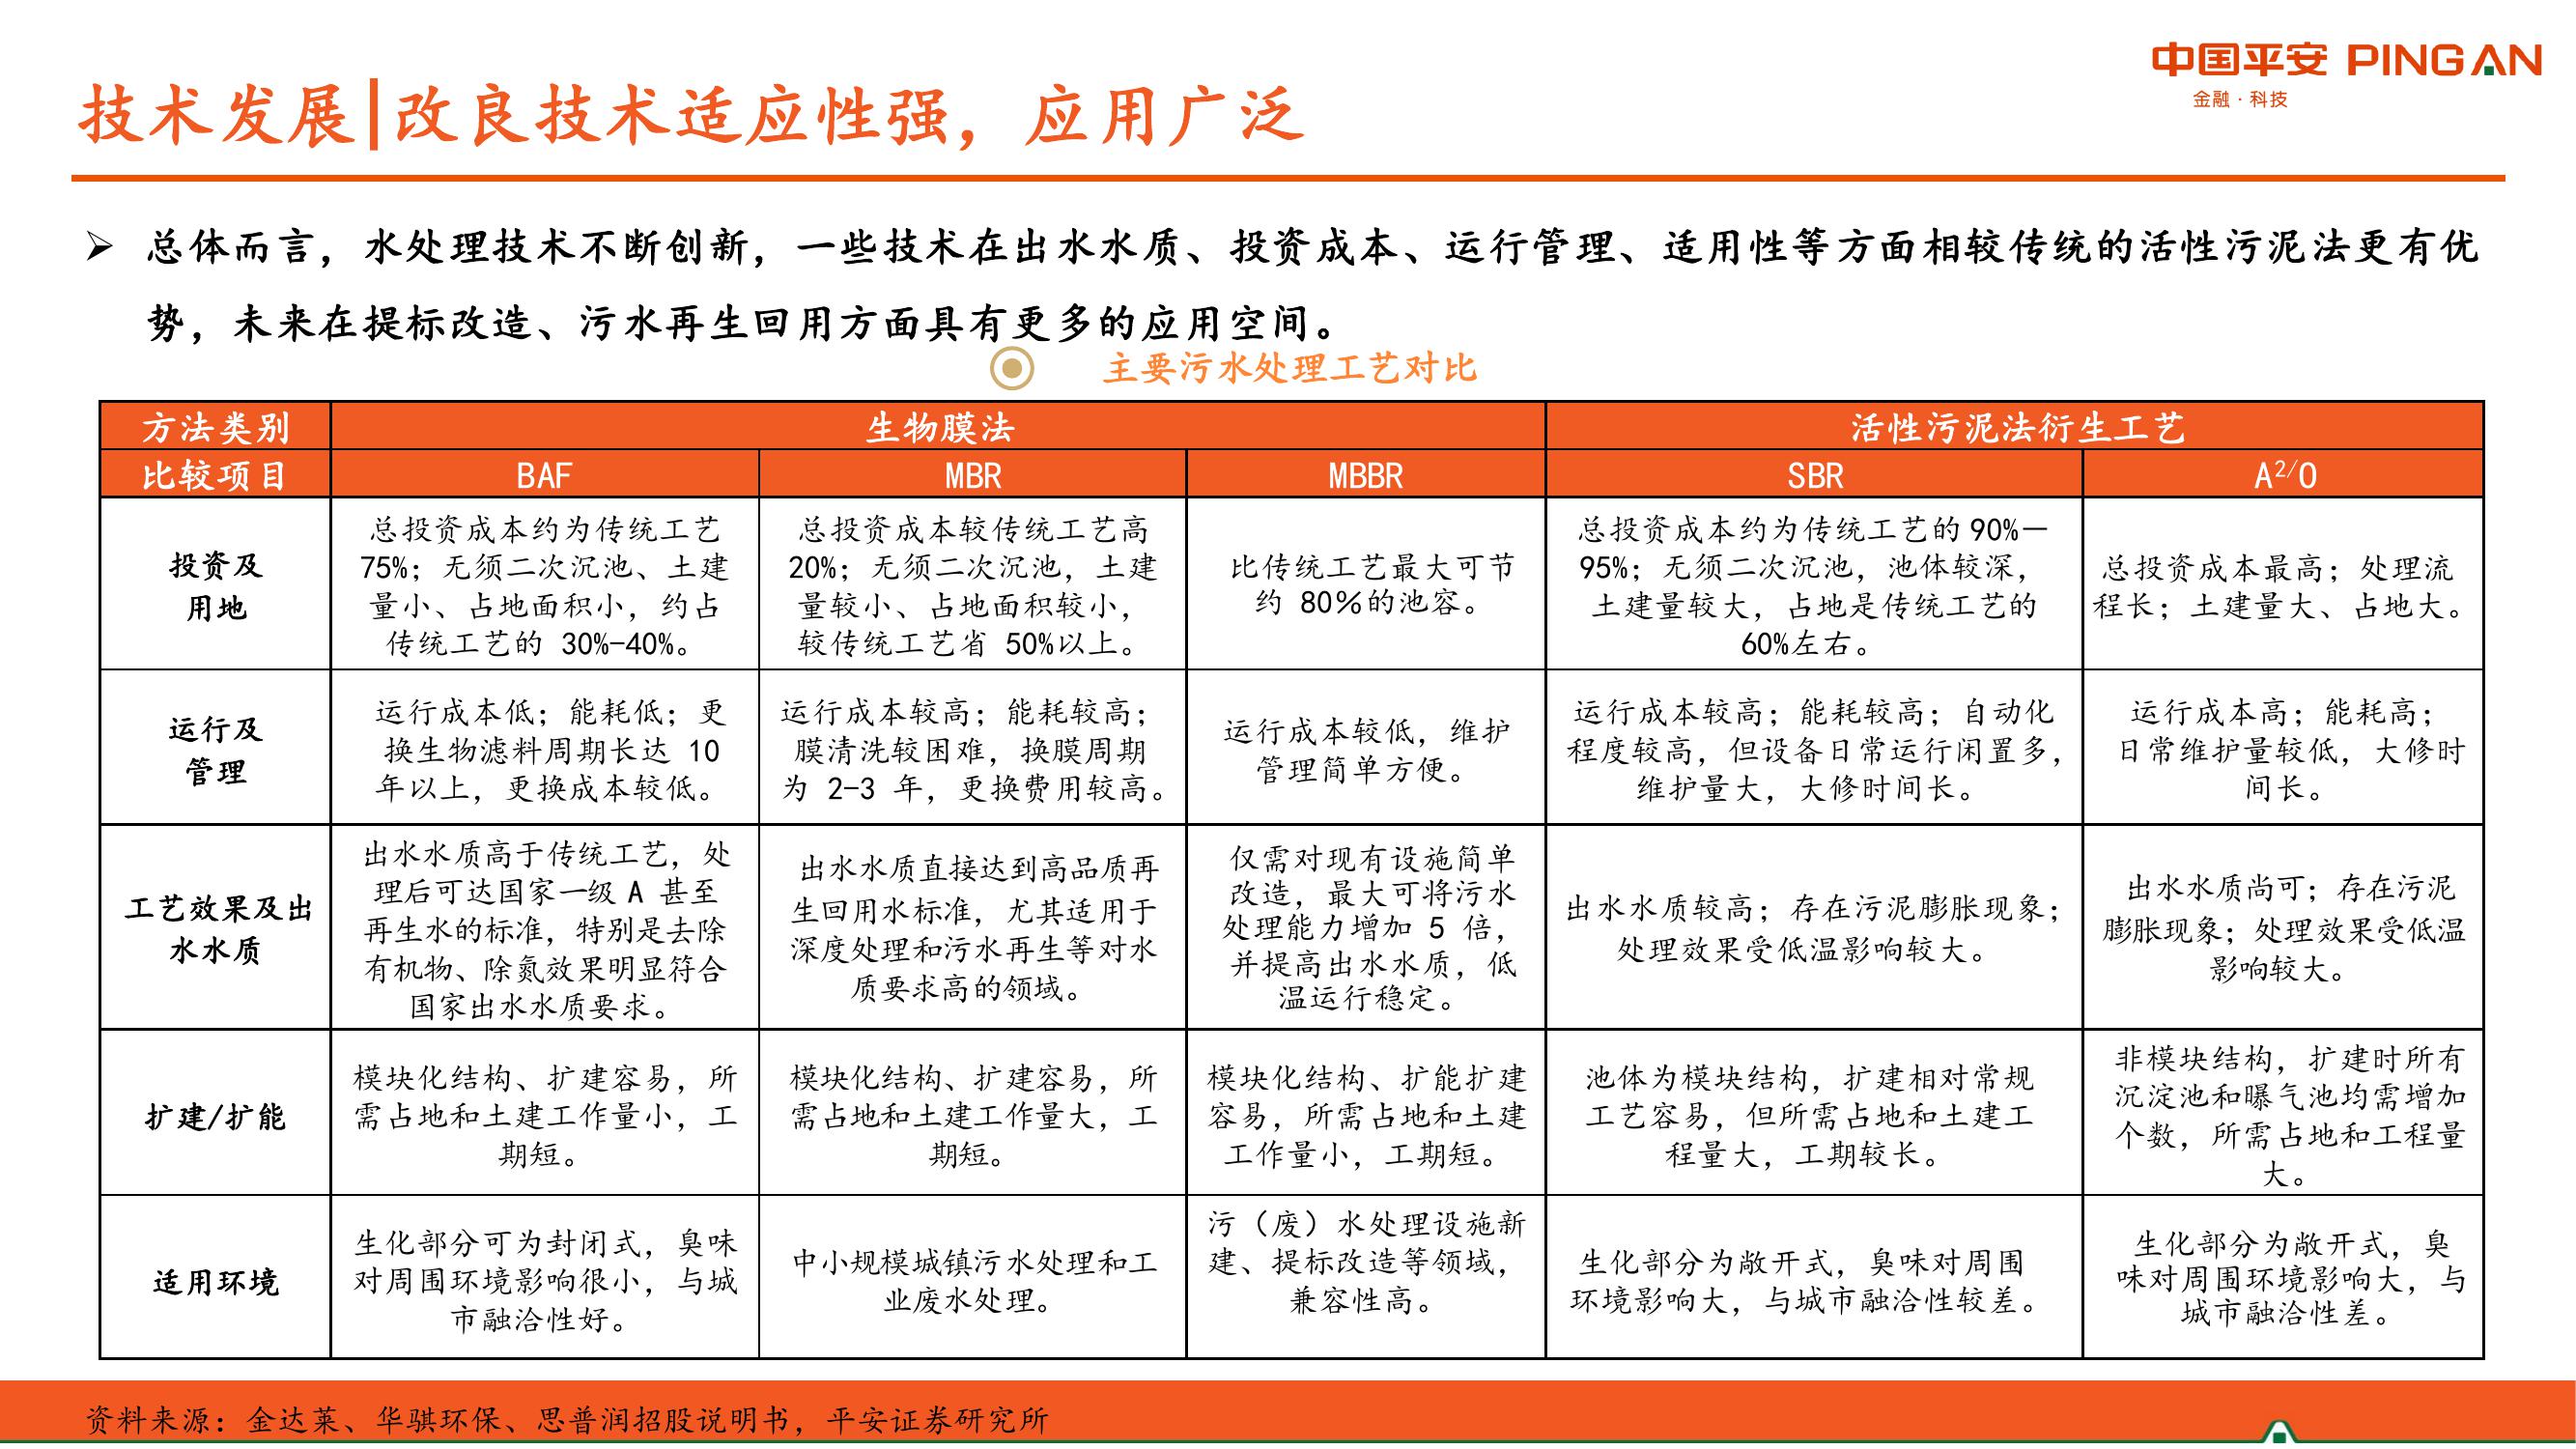 中国平安 PINGAN
金融·科技
技术发展|改良技术适应性强，应用广泛
➢ 总体而言，水处理技术不断创新，一些技术在出水水质、投资成本、运行管理、适用性等方面相较传统的活性污泥法更有优
势，未来在提标改造、污水再生回用方面具有更多的应用空间。
主要污水处理工艺对比
方法类别
生物膜法
活性污泥法衍生工艺
比较项目
BAF
MBR
MBBR
SBR
A²/O
投资及
用地
总投资成本约为传统工艺
75%；无须二次沉池、土建
量小、占地面积小，约占
传统工艺的 30%-40%。
总投资成本较传统工艺高
20%；无须二次沉池，土建
量较小、占地面积较小，
较传统工艺省 50%以上。
比传统工艺最大可节
约 80%的池容。
总投资成本约为传统工艺的90%—
95%；无须二次沉池，池体较深，
土建量较大，占地是传统工艺的
60%左右。
总投资成本最高；处理流
程长；土建量大、占地大。
运行及
管理
运行成本低；能耗低；更
换生物滤料周期长达 10
年以上，更换成本较低。
运行成本较高；能耗较高；
膜清洗较困难，换膜周期
为 2-3 年，更换费用较高。
运行成本较低，维护
管理简单方便。
运行成本较高；能耗较高；自动化
程度较高，但设备日常运行闲置多，
维护量大，大修时间长。
运行成本高；能耗高；
日常维护量较低，大修时
间长。
工艺效果及出
水水质
出水水质高于传统工艺，处
理后可达国家一级 A 甚至
再生水的标准，特别是去除
有机物、除氮效果明显符合
国家出水水质要求。
出水水质直接达到高品质再
生回用水标准，尤其适用于
深度处理和污水再生等对水
质要求高的领域。
仅需对现有设施简单
改造，最大可将污水
处理能力增加 5 倍，
并提高出水水质，低
温运行稳定。
出水水质较高；存在污泥膨胀现象；
处理效果受低温影响较大。
出水水质尚可；存在污泥
膨胀现象；处理效果受低温
影响较大。
扩建/扩能
模块化结构、扩建容易，所
需占地和土建工作量小，工
期短。
模块化结构、扩建容易，所
需占地和土建工作量大，工
期短。
模块化结构、扩能扩建
容易，所需占地和土建
工作量小，工期短。
池体为模块结构，扩建相对常规
工艺容易，但所需占地和土建工
程量大，工期较长。
非模块结构，扩建时所有
沉淀池和曝气池均需增加
个数，所需占地和工程量
大。
适用环境
生化部分可为封闭式，臭味
对周围环境影响很小，与城
市融洽性好。
中小规模城镇污水处理和工
业废水处理。
污（废）水处理设施新
建、提标改造等领域，
兼容性高。
生化部分为敞开式，臭味对周围
环境影响大，与城市融洽性较差。
生化部分为敞开式，臭
味对周围环境影响大，与
城市融洽性差。
资料来源：金达莱、华骐环保、思普润招股说明书，平安证券研究所